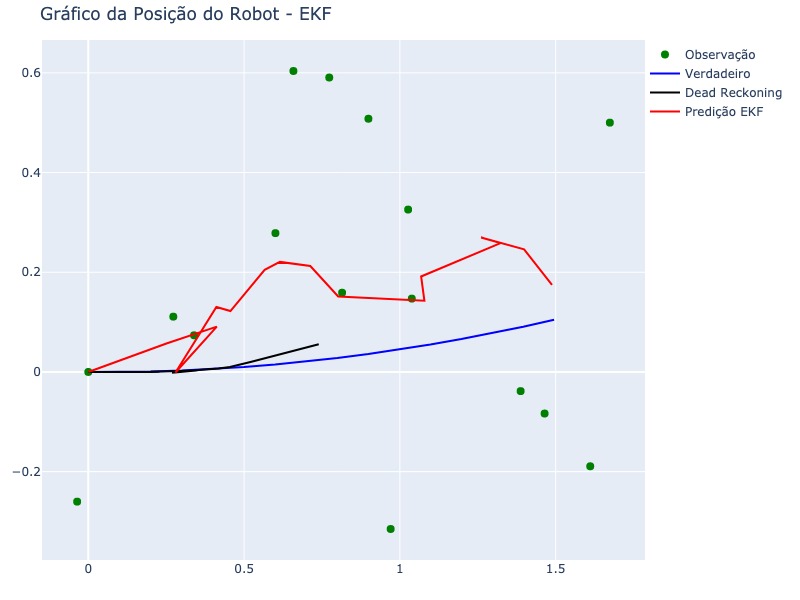 Gráfico da Posição do Robot - EKF
Observação
Verdadeiro
Dead Reckoning
Predição EKF
0.6
0.4
0.2
0
−0.2
0
0.5
1
1.5